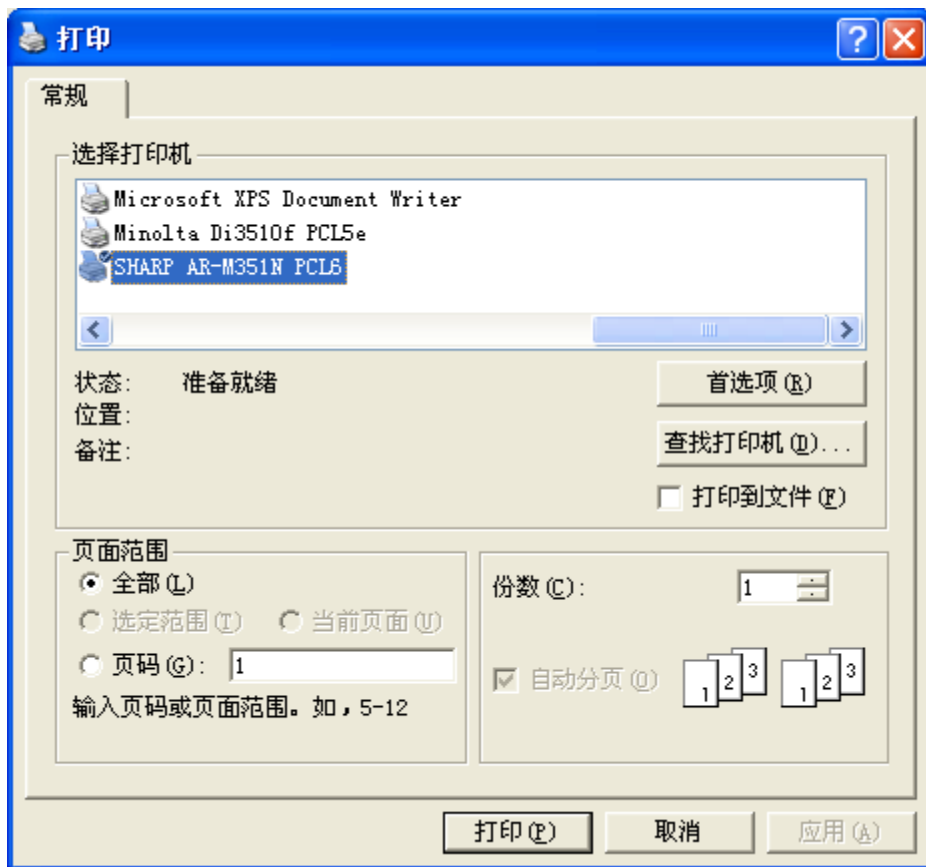 打印
常规
选择打印机
Microsoft XPS Document Writer
Minolta Di3510f PCL5e
SHARP AR-M351N PCL6
状态: 准备就绪
位置:
备注:
首选项(R)
查找打印机(D)...
打印到文件(F)
页面范围
全部(L)
选定范围(T) 当前页面(U)
页码(G): 1
输入页码或页面范围。如，5-12
份数(C): 1
自动分页(O) 1 2 3 1 2 3
打印(P) 取消 应用(A)